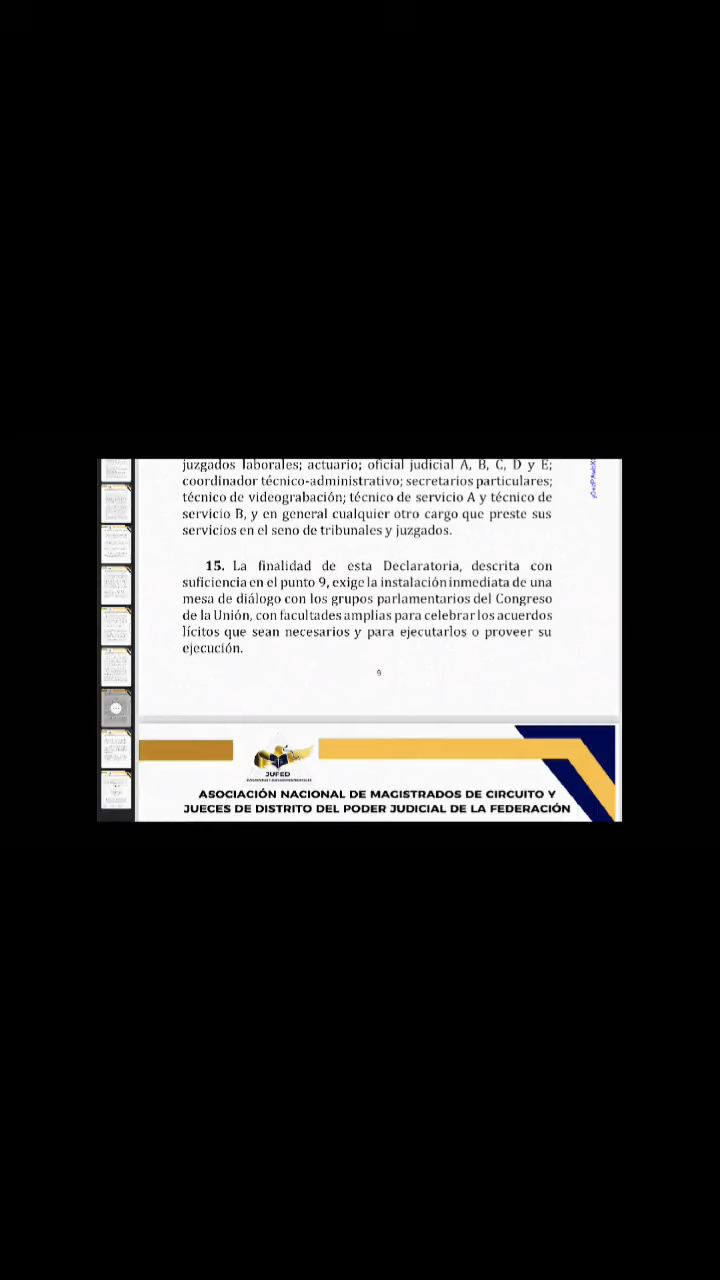 juzgados laborales; actuario; oficial judicial A, B, C, D y E;
coordinador técnico-administrativo; secretarios particulares;
técnico de videograbación; técnico de servicio A y técnico de
servicio B, y en general cualquier otro cargo que preste sus
servicios en el seno de tribunales y juzgados.
15. La finalidad de esta Declaratoria, descrita con
suficiencia en el punto 9, exige la instalación inmediata de una
mesa de diálogo con los grupos parlamentarios del Congreso
de la Unión, con facultades amplias para celebrar los acuerdos
lícitos que sean necesarios y para ejecutarlos o proveer su
ejecución.
9
JUFED
ASOCIACIÓN NACIONAL DE MAGISTRADOS DE CIRCUITO Y
JUECES DE DISTRITO DEL PODER JUDICIAL DE LA FEDERACIÓN